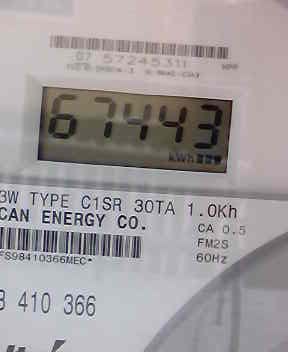 07 57245311
67443
kWh
3W TYPE C1SR 30TA 1.0Kh
CAN ENERGY CO.
CA 0.5
FM2S
60Hz
FS98410366MEC*
410 366